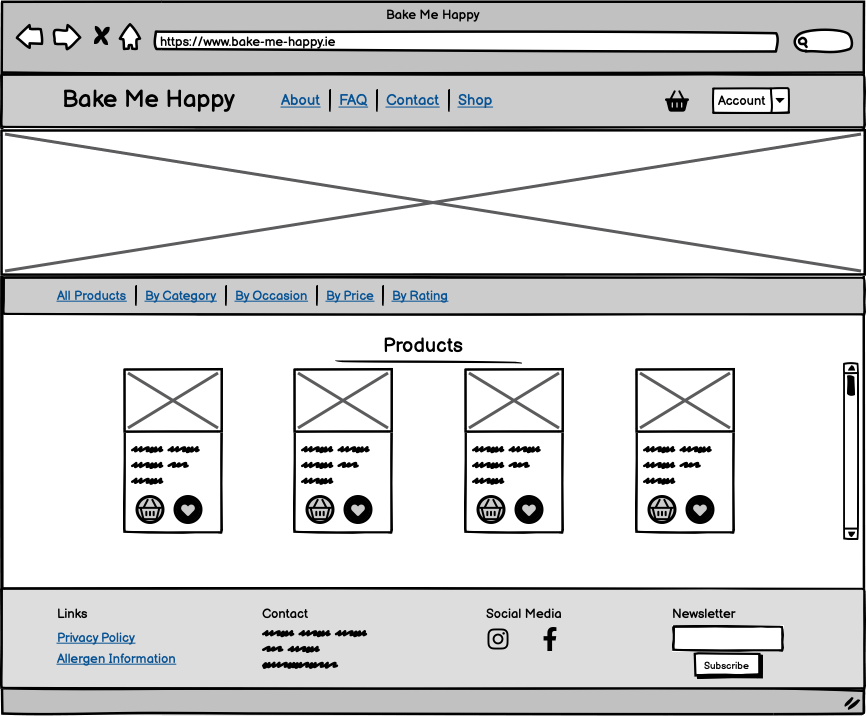 Bake Me Happy
https://www.bake-me-happy.ie
Bake Me Happy About FAQ Contact Shop Account
All Products By Category By Occasion By Price By Rating
Products
Links Contact Social Media Newsletter
Privacy Policy
Allergen Information
Subscribe